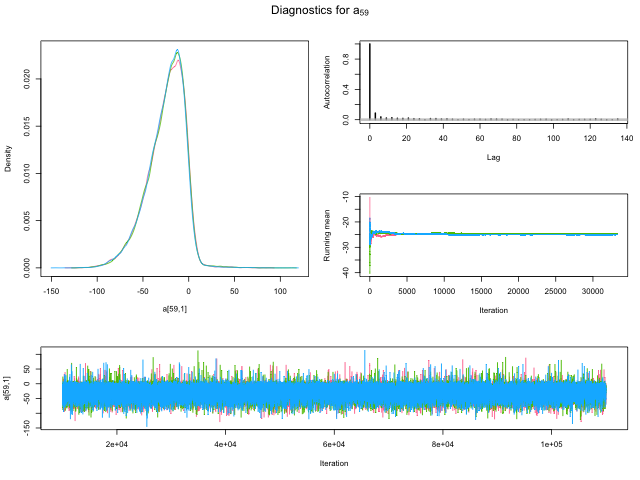 Diagnostics for a59
Density
0.000 0.005 0.010 0.015 0.020
-150 -100 -50 0 50 100
a[59,1]
Autocorrelation
0.0 0.4 0.8
0 20 40 60 80 100 120 140
Lag
Running mean
-40 -30 -20 -10
0 5000 10000 15000 20000 25000 30000
Iteration
a[59,1]
-150 -50 0 50
2e+04 4e+04 6e+04 8e+04 1e+05
Iteration